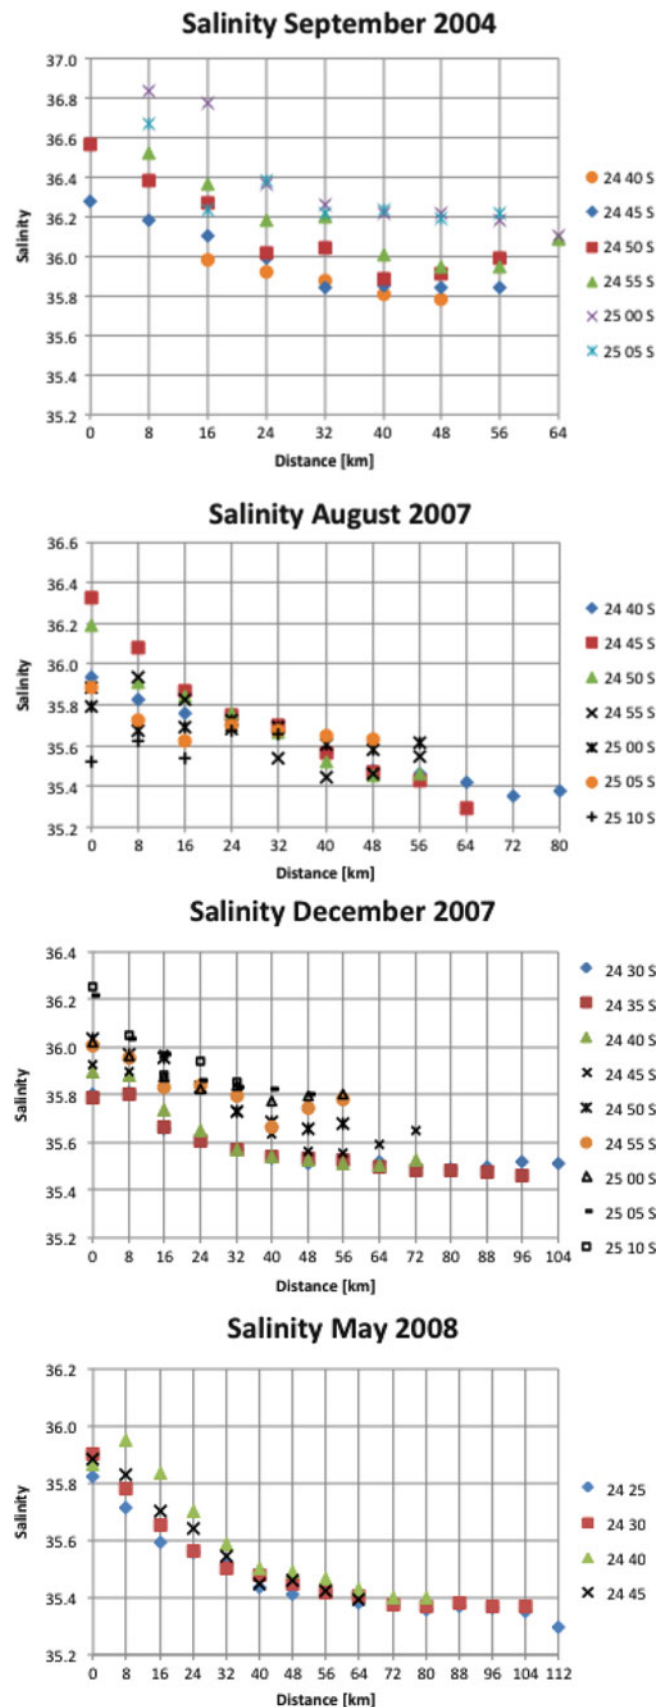 Salinity September 2004
37.0
36.8
36.6
36.4
36.2
36.0
35.8
35.6
35.4
35.2
Salinity
0 8 16 24 32 40 48 56 64
Distance [km]
24 40 S
24 45 S
24 50 S
24 55 S
25 00 S
25 05 S
Salinity August 2007
36.6
36.4
36.2
36.0
35.8
35.6
35.4
35.2
Salinity
0 8 16 24 32 40 48 56 64 72 80
Distance [km]
24 40 S
24 45 S
24 50 S
24 55 S
25 00 S
25 05 S
25 10 S
Salinity December 2007
36.4
36.2
36.0
35.8
35.6
35.4
35.2
Salinity
0 8 16 24 32 40 48 56 64 72 80 88 96 104
Distance [km]
24 30 S
24 35 S
24 40 S
24 45 S
24 50 S
24 55 S
25 00 S
25 05 S
25 10 S
Salinity May 2008
36.2
36.0
35.8
35.6
35.4
35.2
Salinity
0 8 16 24 32 40 48 56 64 72 80 88 96 104 112
Distance [km]
24 25
24 30
24 40
24 45